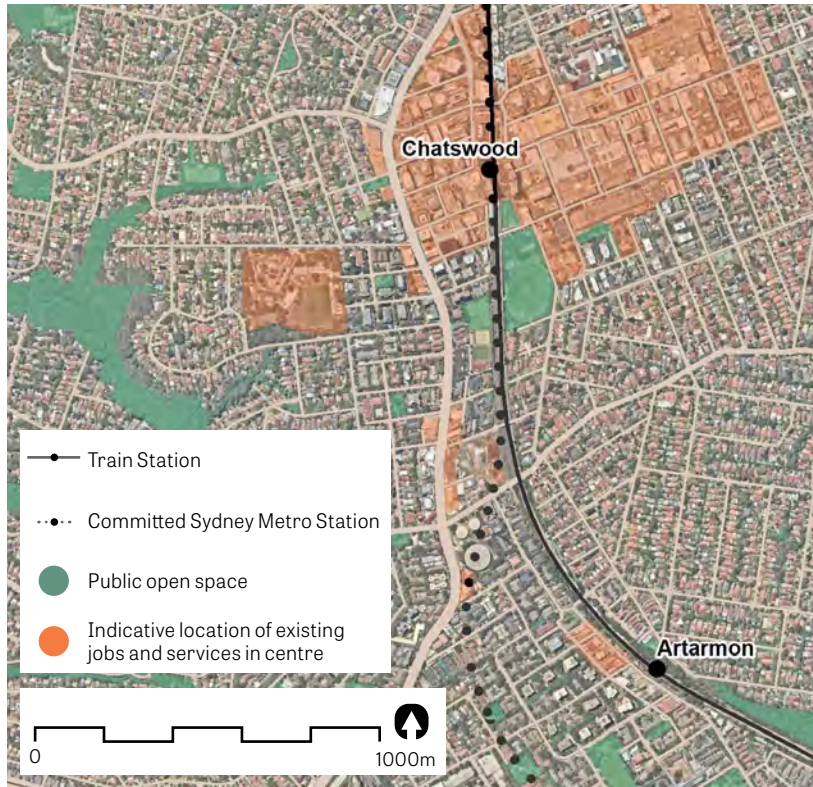 Chatswood
Train Station
Committed Sydney Metro Station
Public open space
Indicative location of existing
jobs and services in centre
Artarmon
0
1000m